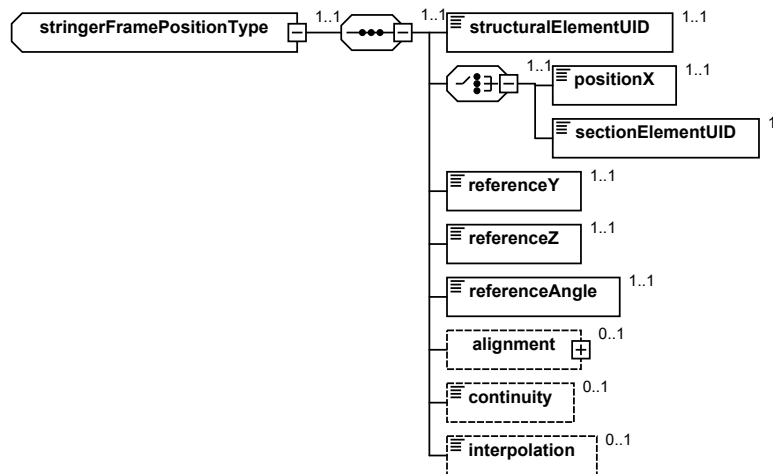 stringerFramePositionType
1..1
1..1
structuralElementUID
1..1
1..1
positionX
1..1
sectionElementUID
1
referenceY
1..1
referenceZ
1..1
referenceAngle
1..1
alignment
0..1
continuity
0..1
interpolation
0..1